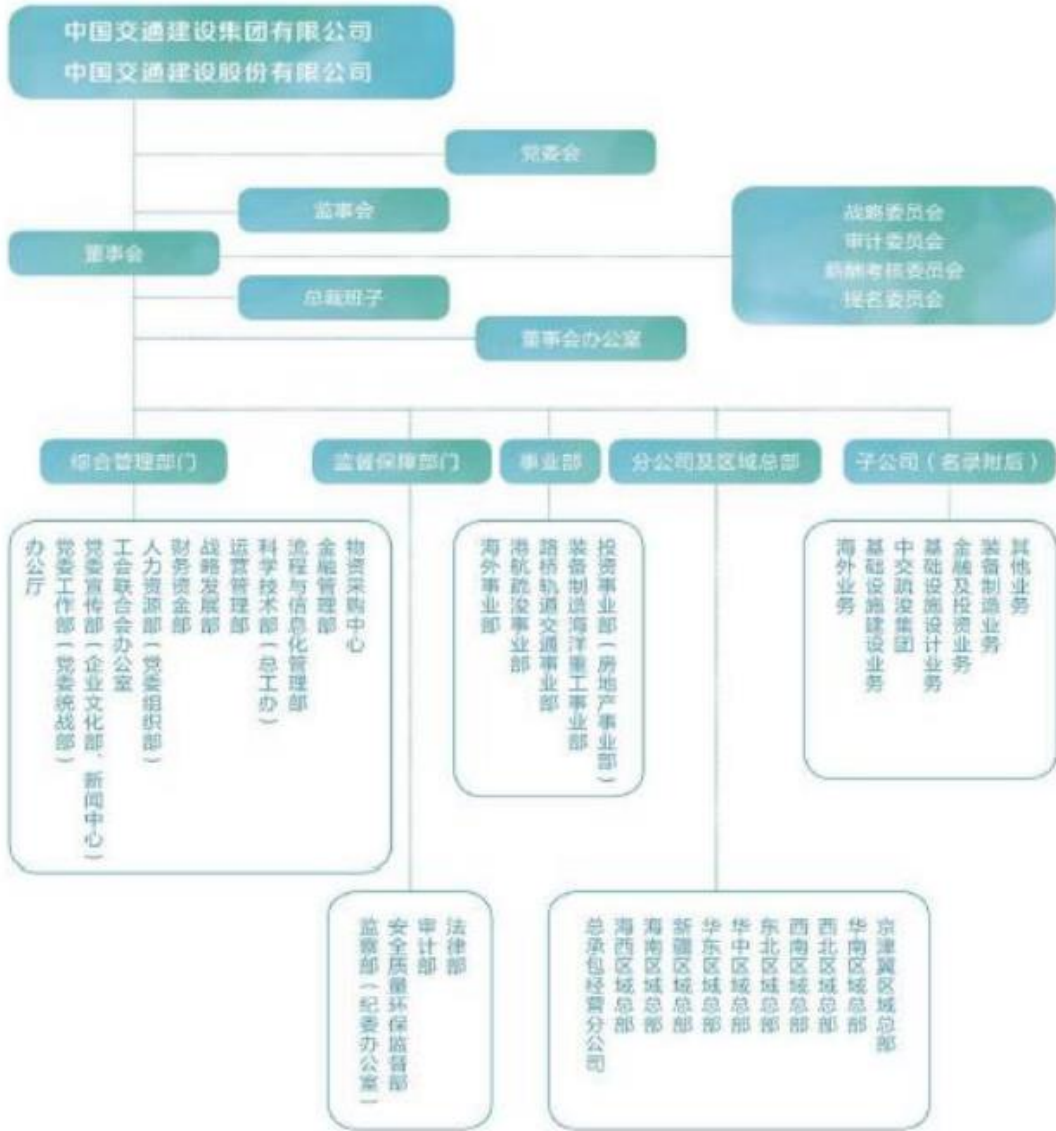 中国交通建设集团有限公司
中国交通建设股份有限公司
党委会
监事会
战略委员会
审计委员会
薪酬考核委员会
提名委员会
董事会
总裁班子
董事会办公室
综合管理部门
监督保障部门
事业部
分公司及区域总部
子公司（名录附后）
办公厅
党委工作部（党委统战部）
党委宣传部（企业文化部、新闻中心）
工会联合会办公室
人力资源部（党委组织部）
财务资金部
战略发展部
运营管理部
科学技术部（总工办）
流程与信息化管理部
金融管理部
物资采购中心
海外事业部
港航疏浚事业部
路桥轨道交通事业部
装备制造海洋重工事业部
投资事业部（房地产事业部）
海外业务
基础设施建设业务
中交疏浚集团
基础设施设计业务
金融及投资业务
装备制造业务
其他业务
监察部（纪委办公室）
安全质量环保监督部
审计部
法律部
总承包经营分公司
海西区域总部
海南区域总部
新疆区域总部
华东区域总部
华中区域总部
东北区域总部
西南区域总部
西北区域总部
华南区域总部
京津冀区域总部